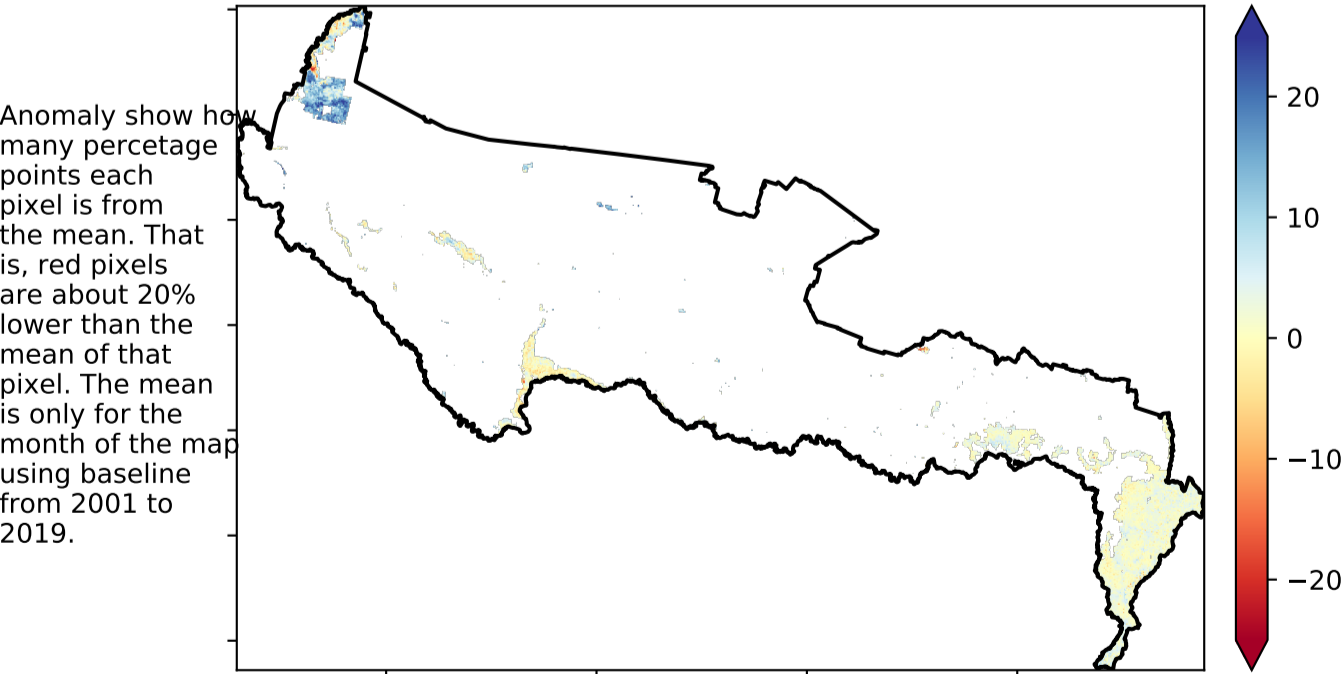 Anomaly show how
many percetage
points each
pixel is from
the mean. That
is, red pixels
are about 20%
lower than the
mean of that
pixel. The mean
is only for the
month of the map
using baseline
from 2001 to
2019.
20
10
0
−10
−20